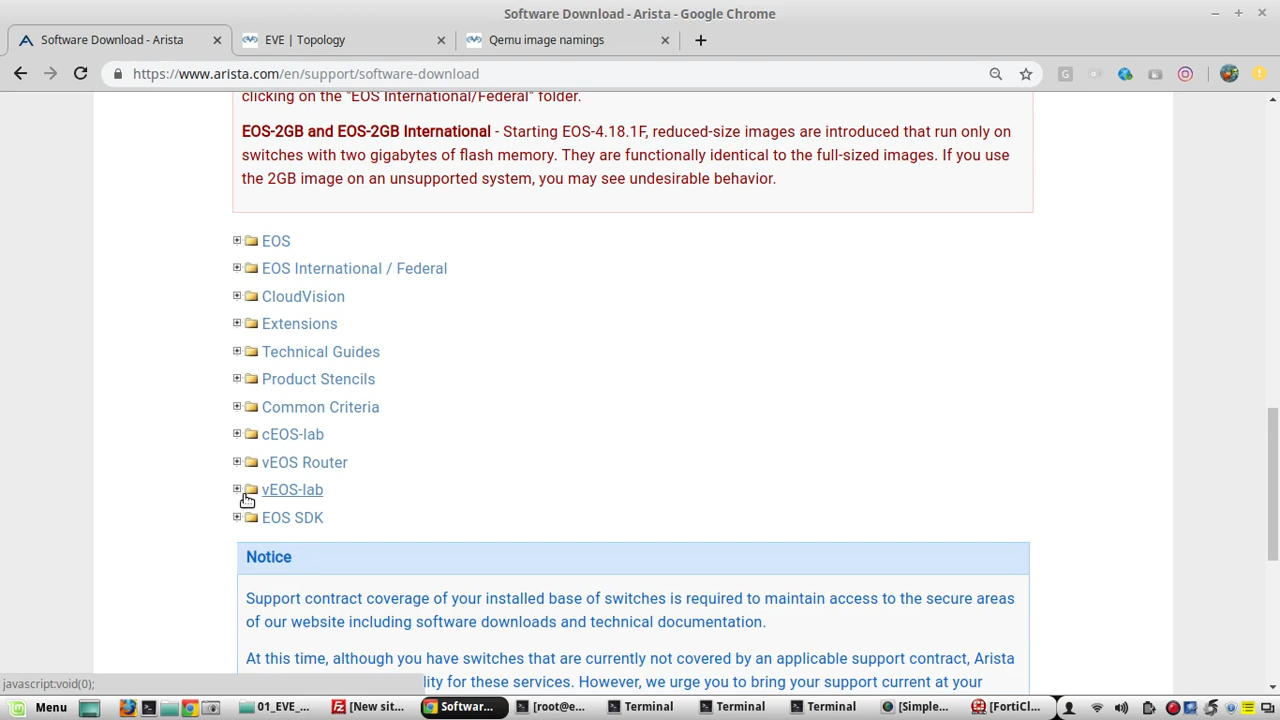 Software Download - Arista - Google Chrome
Software Download - Arista
EVE | Topology
Qemu image namings
https://www.arista.com/en/support/software-download
clicking on the "EOS International/Federal" folder.
EOS-2GB and EOS-2GB International - Starting EOS-4.18.1F, reduced-size images are introduced that run only on
switches with two gigabytes of flash memory. They are functionally identical to the full-sized images. If you use
the 2GB image on an unsupported system, you may see undesirable behavior.
EOS
EOS International / Federal
CloudVision
Extensions
Technical Guides
Product Stencils
Common Criteria
cEOS-lab
vEOS Router
vEOS-lab
EOS SDK
Notice
Support contract coverage of your installed base of switches is required to maintain access to the secure areas
of our website including software downloads and technical documentation.
At this time, although you have switches that are currently not covered by an applicable support contract, Arista
lity for these services. However, we urge you to bring your support current at your
javascript:void(0);
Menu
01_EVE_...
[New sit...
Softwar...
[root@e...
Terminal
Terminal
Terminal
[Simple...
[FortiCl...